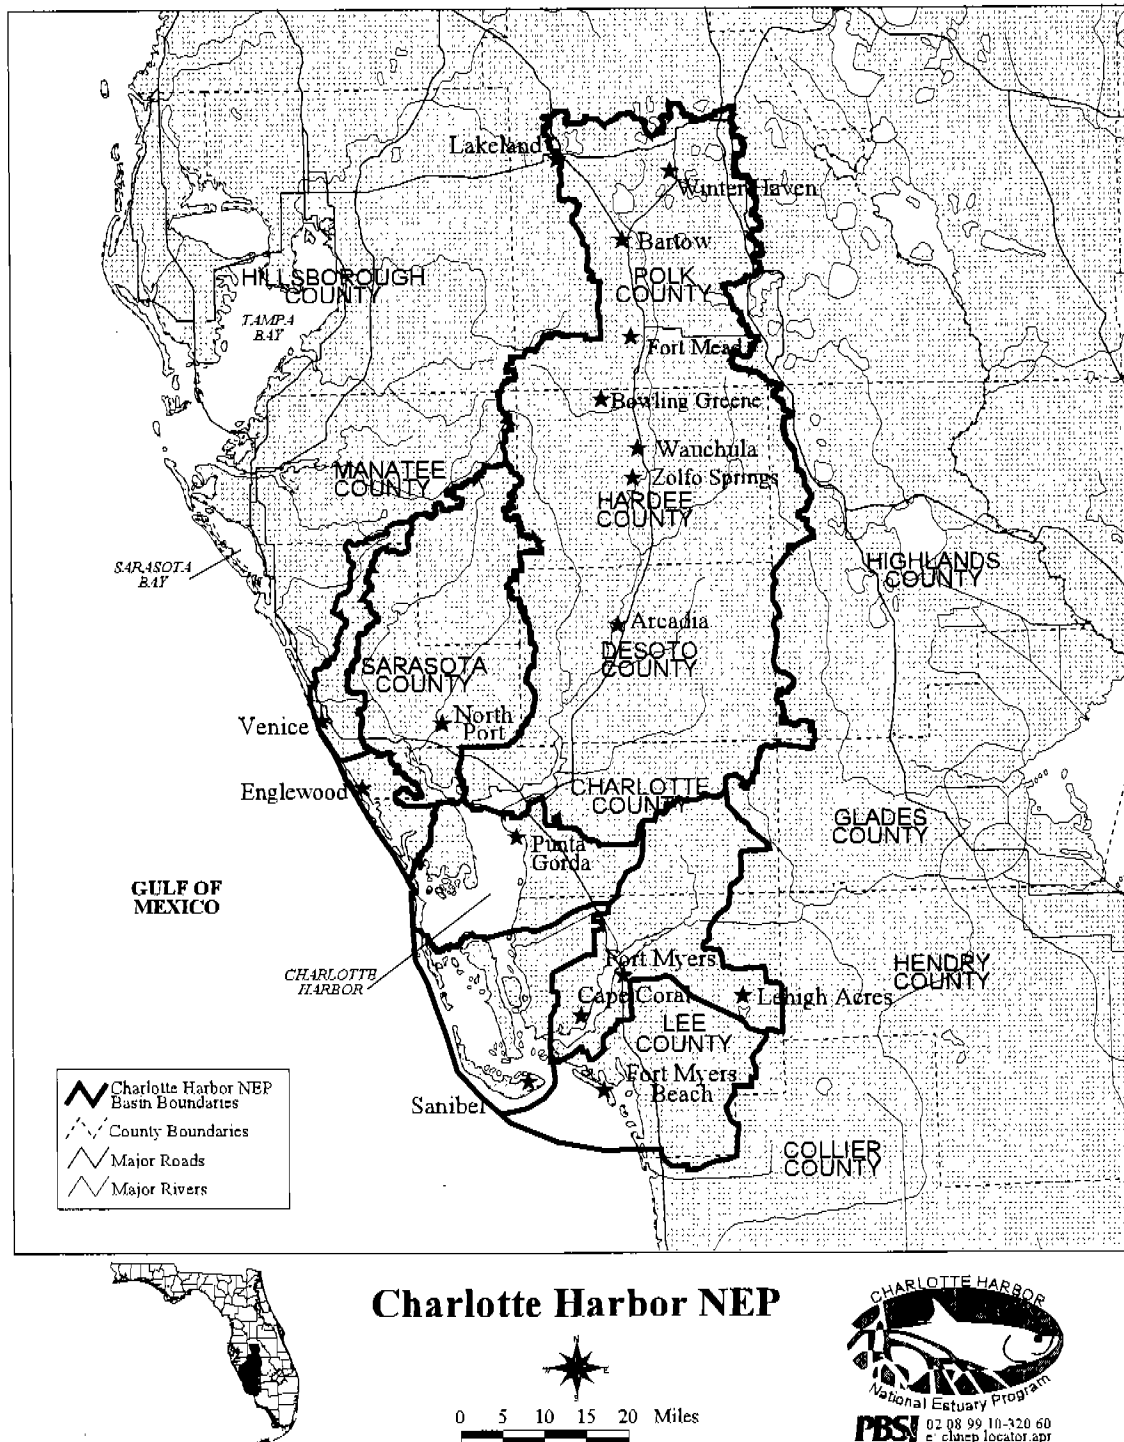 Lakeland
Winter Haven
Bartow
POLK
COUNTY
HILLSBOROUGH
COUNTY
TAMPA
BAY
Fort Mead
Bowling Greene
Wauchula
Zolfo Springs
MANATEE
COUNTY
HARDEE
COUNTY
SARASOTA
BAY
HIGHLANDS
COUNTY
Arcadia
DESOTO
COUNTY
SARASOTA
COUNTY
Venice
North
Port
Englewood
CHARLOTTE
COUNTY
GLADES
COUNTY
Punta
Gorda
GULF OF
MEXICO
CHARLOTTE
HARBOR
Fort Myers
HENDRY
COUNTY
Cape Coral
Lehigh Acres
LEE
COUNTY
Fort Myers
Beach
Sanibel
COLLIER
COUNTY
Charlotte Harbor NEP
Basin Boundaries
County Boundaries
Major Roads
Major Rivers
Charlotte Harbor NEP
N
W E
S
0 5 10 15 20 Miles
CHARLOTTE HARBOR
National Estuary Program
PBSJ 02 08 99 10-320 60
locator.apr